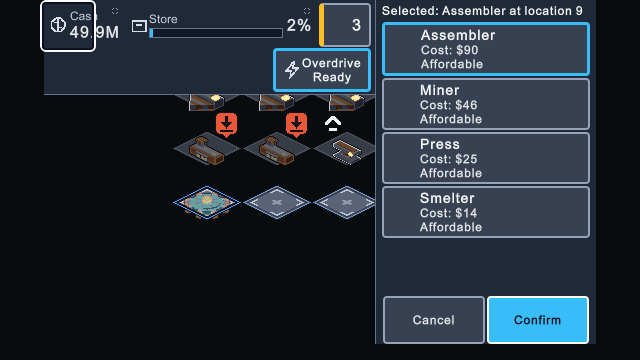 Selected: Assembler at location 9
Cash
49.9M
Store
2%
3
Overdrive
Ready
Assembler
Cost: $90
Affordable
Miner
Cost: $46
Affordable
Press
Cost: $25
Affordable
Smelter
Cost: $14
Affordable
Cancel
Confirm